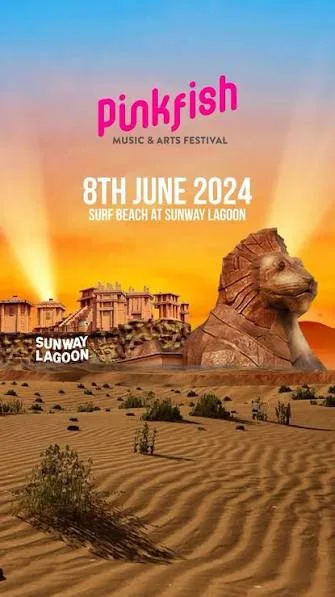 pinkfish
MUSIC & ARTS FESTIVAL
8TH JUNE 2024
SURF BEACH AT SUNWAY LAGOON
SUNWAY
LAGOON